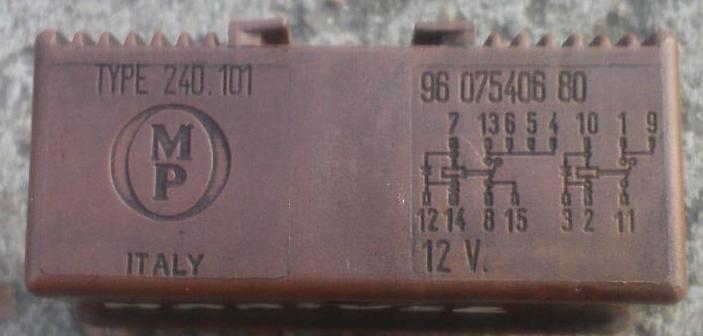 TYPE 240.101
MP
ITALY
96 075406 80
7 13 6 5 4 10 1 9
12 14 8 15 3 2 11
12 V.